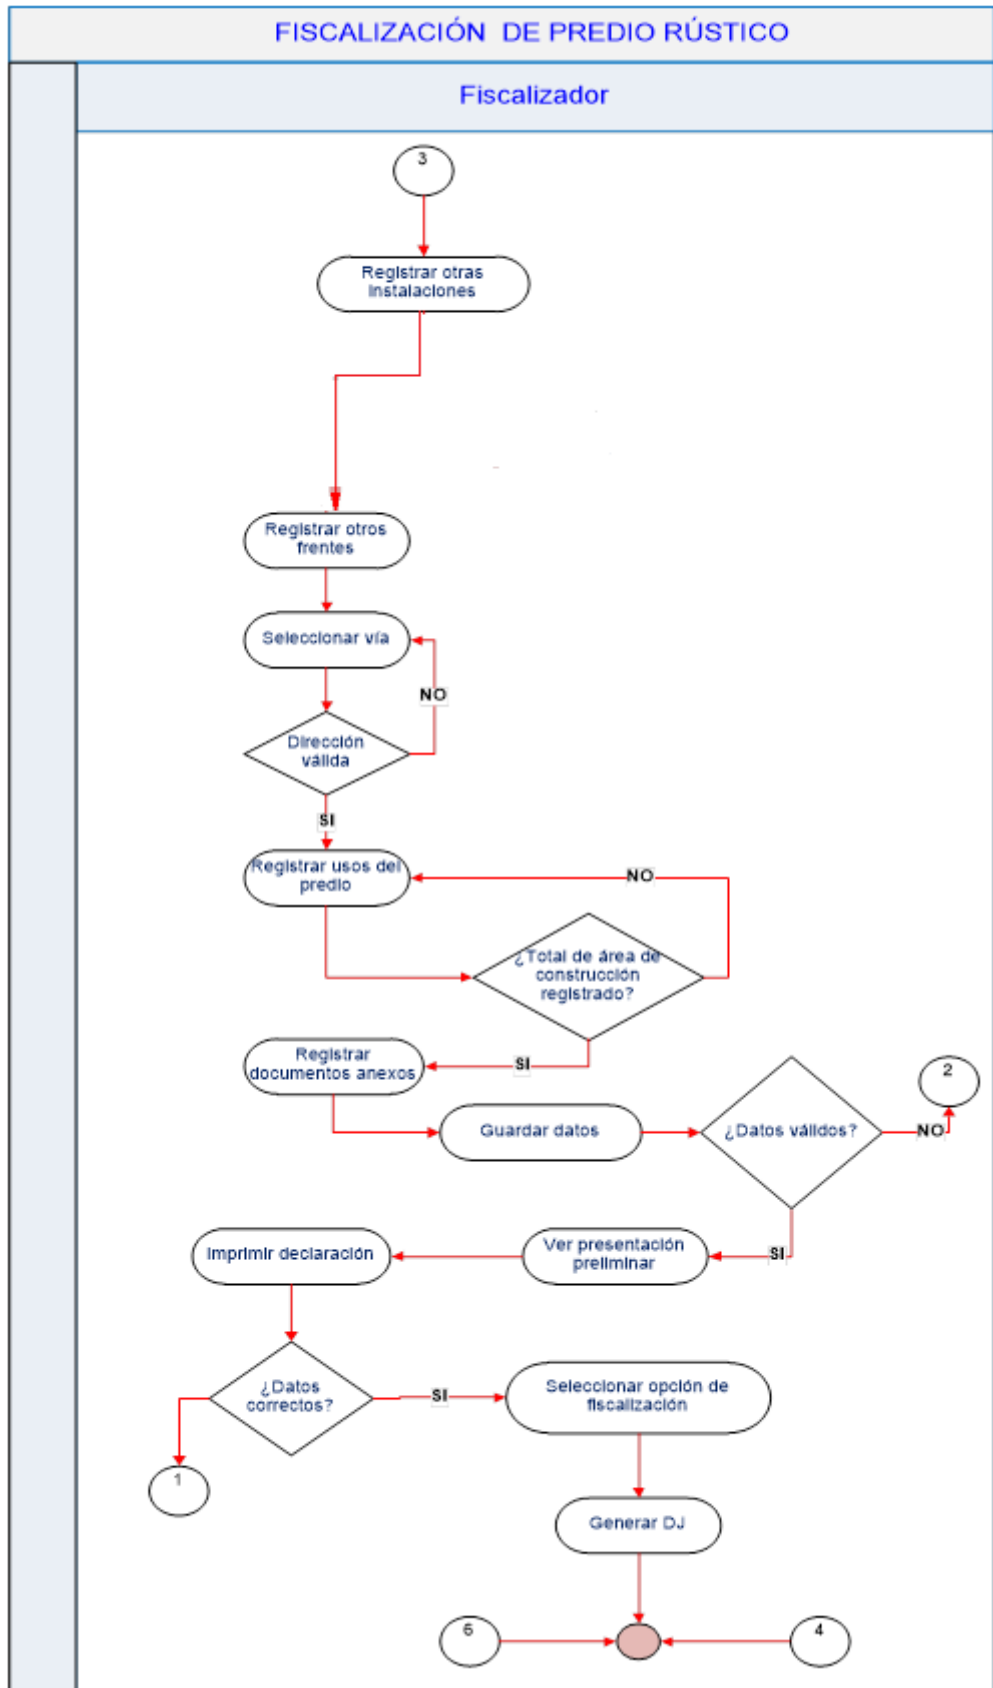 FISCALIZACIÓN DE PREDIO RÚSTICO
Fiscalizador
3
Registrar otras
instalaciones
Registrar otros
frentes
Seleccionar vía
NO
Dirección
válida
SI
Registrar usos del
predio
NO
¿Total de área de
construcción
registrado?
Registrar
documentos anexos
SI
2
Guardar datos
¿Datos válidos?
NO
Imprimir declaración
Ver presentación
preliminar
SI
¿Datos
correctos?
SI
Seleccionar opción de
fiscalización
1
Generar DJ
6
4